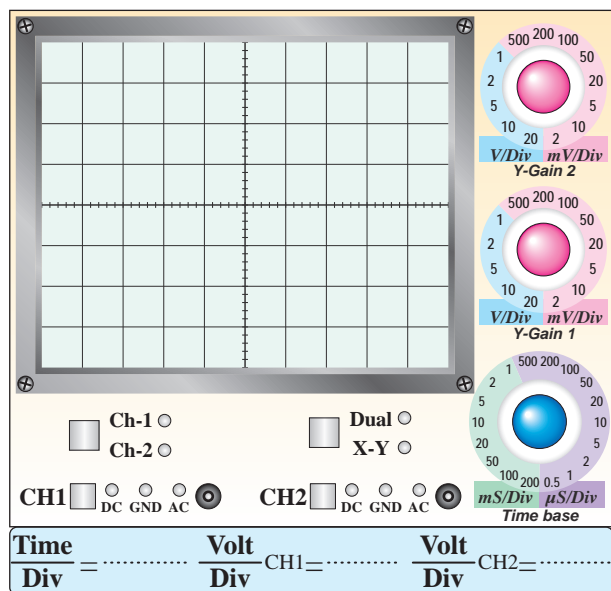 500 200 100
1 50
2 20
5 5
10 10
20 2
V/Div mV/Div
Y-Gain 2
500 200 100
1 50
2 20
5 5
10 10
20 2
V/Div mV/Div
Y-Gain 1
1 500 200
2 100
5 50
10 20
20 10
50 5
100 2
200 0.5 1
mS/Div µS/Div
Time base
Ch-1
Ch-2
Dual
X-Y
CH1 DC GND AC
CH2 DC GND AC
Time/Div = ............ Volt/Div CH1= ............ Volt/Div CH2= ............